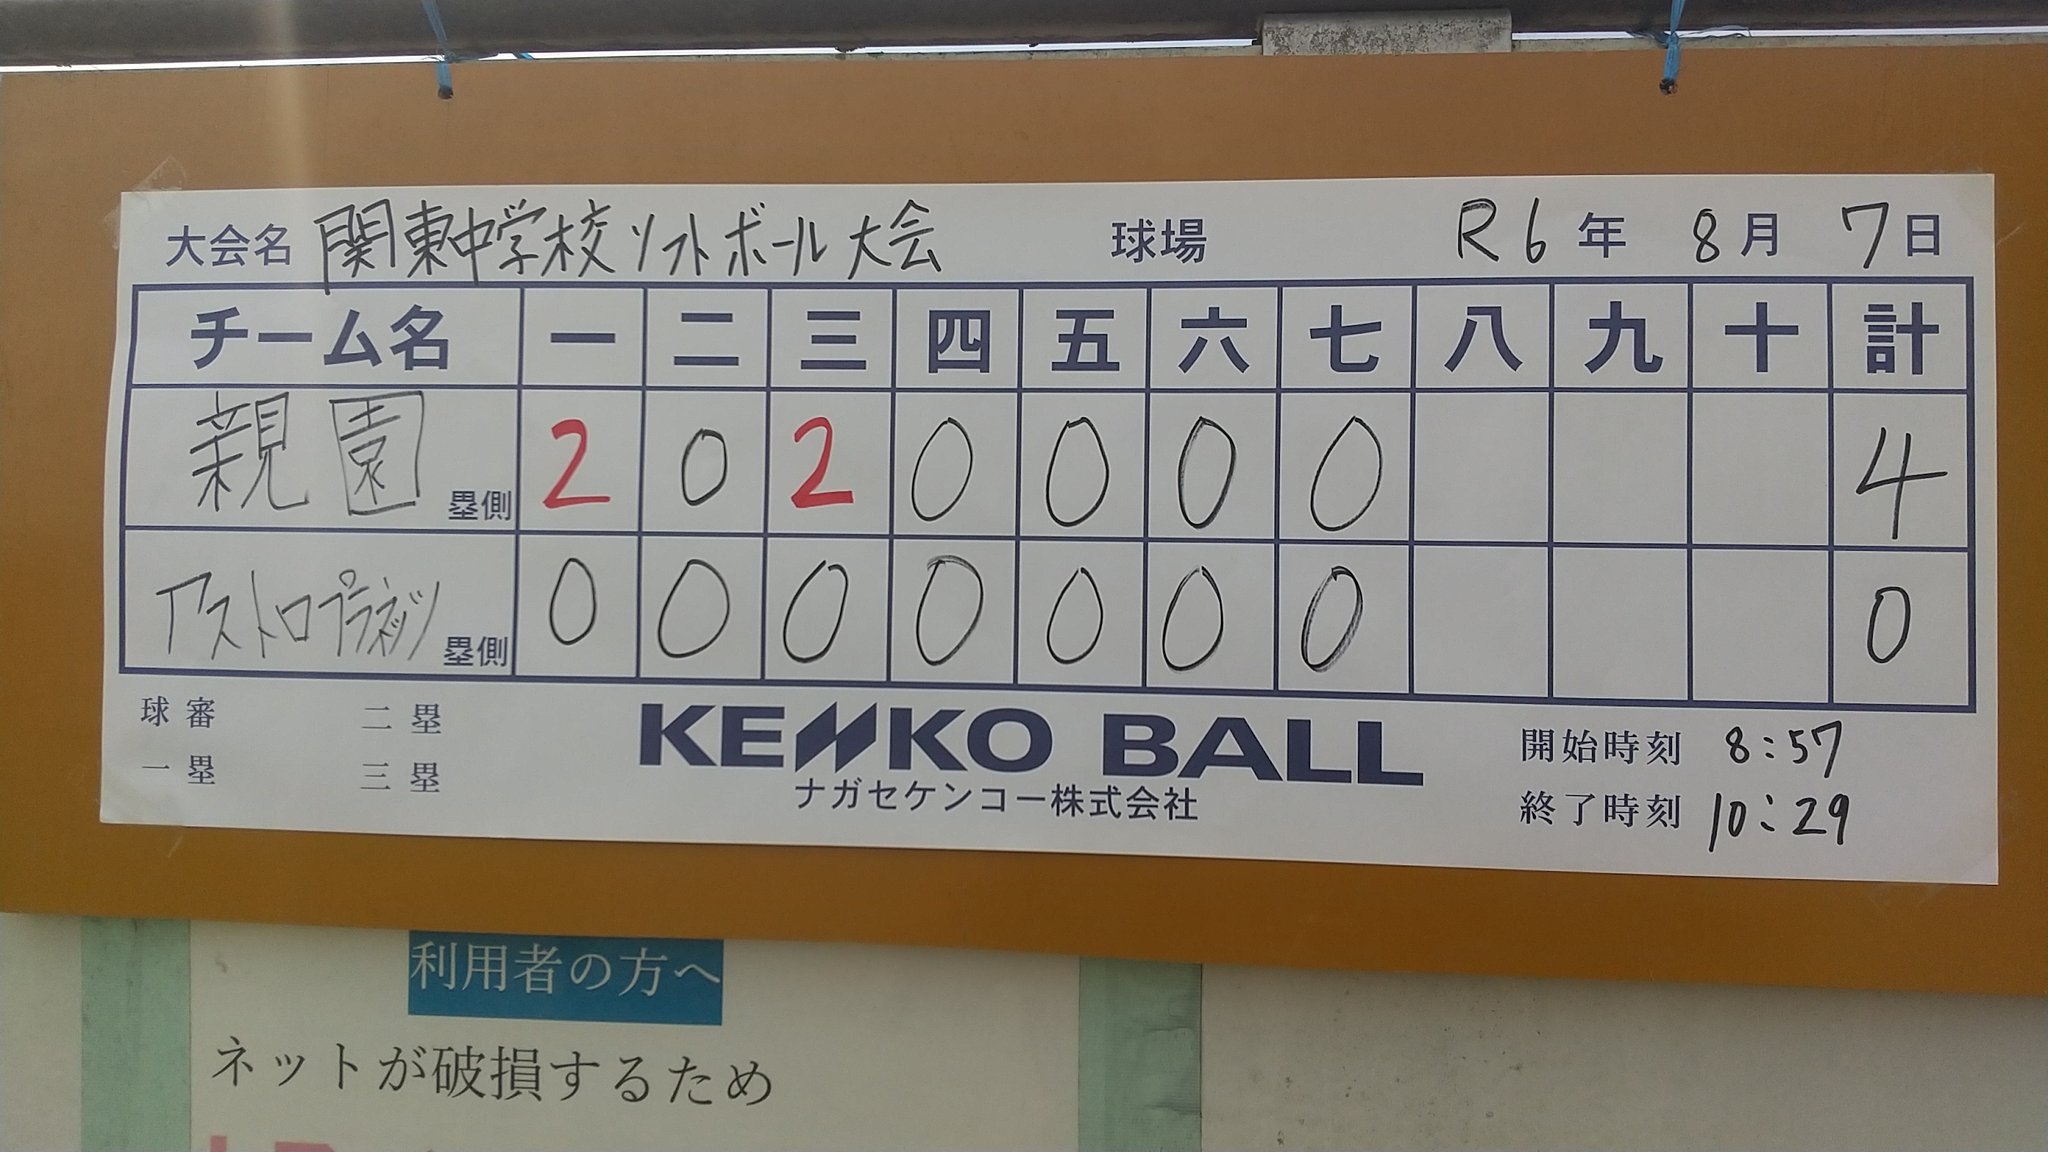 大会名 関東中学校ソフトボール大会 球場 R6年 8月 7日
チーム名 一 二 三 四 五 六 七 八 九 十 計
親園 塁側 2 0 2 0 0 0 0 4
アストロプラネッツ 塁側 0 0 0 0 0 0 0 0
球審 二塁
一塁 三塁
KENKO BALL
ナガセケンコー株式会社
開始時刻 8:57
終了時刻 10:29
利用者の方へ
ネットが破損するため